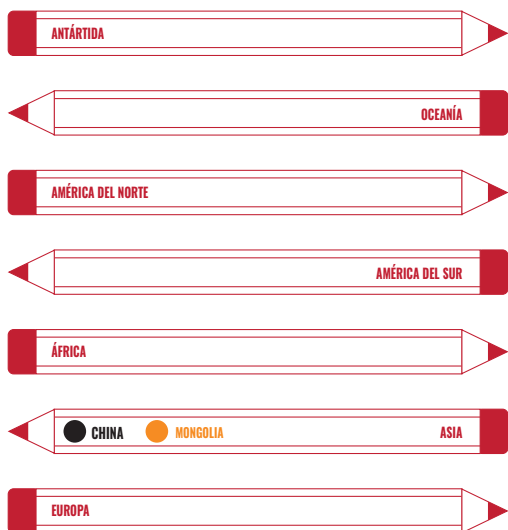 ANTÁRTIDA
OCEANÍA
AMÉRICA DEL NORTE
AMÉRICA DEL SUR
ÁFRICA
CHINA MONGOLIA ASIA
EUROPA